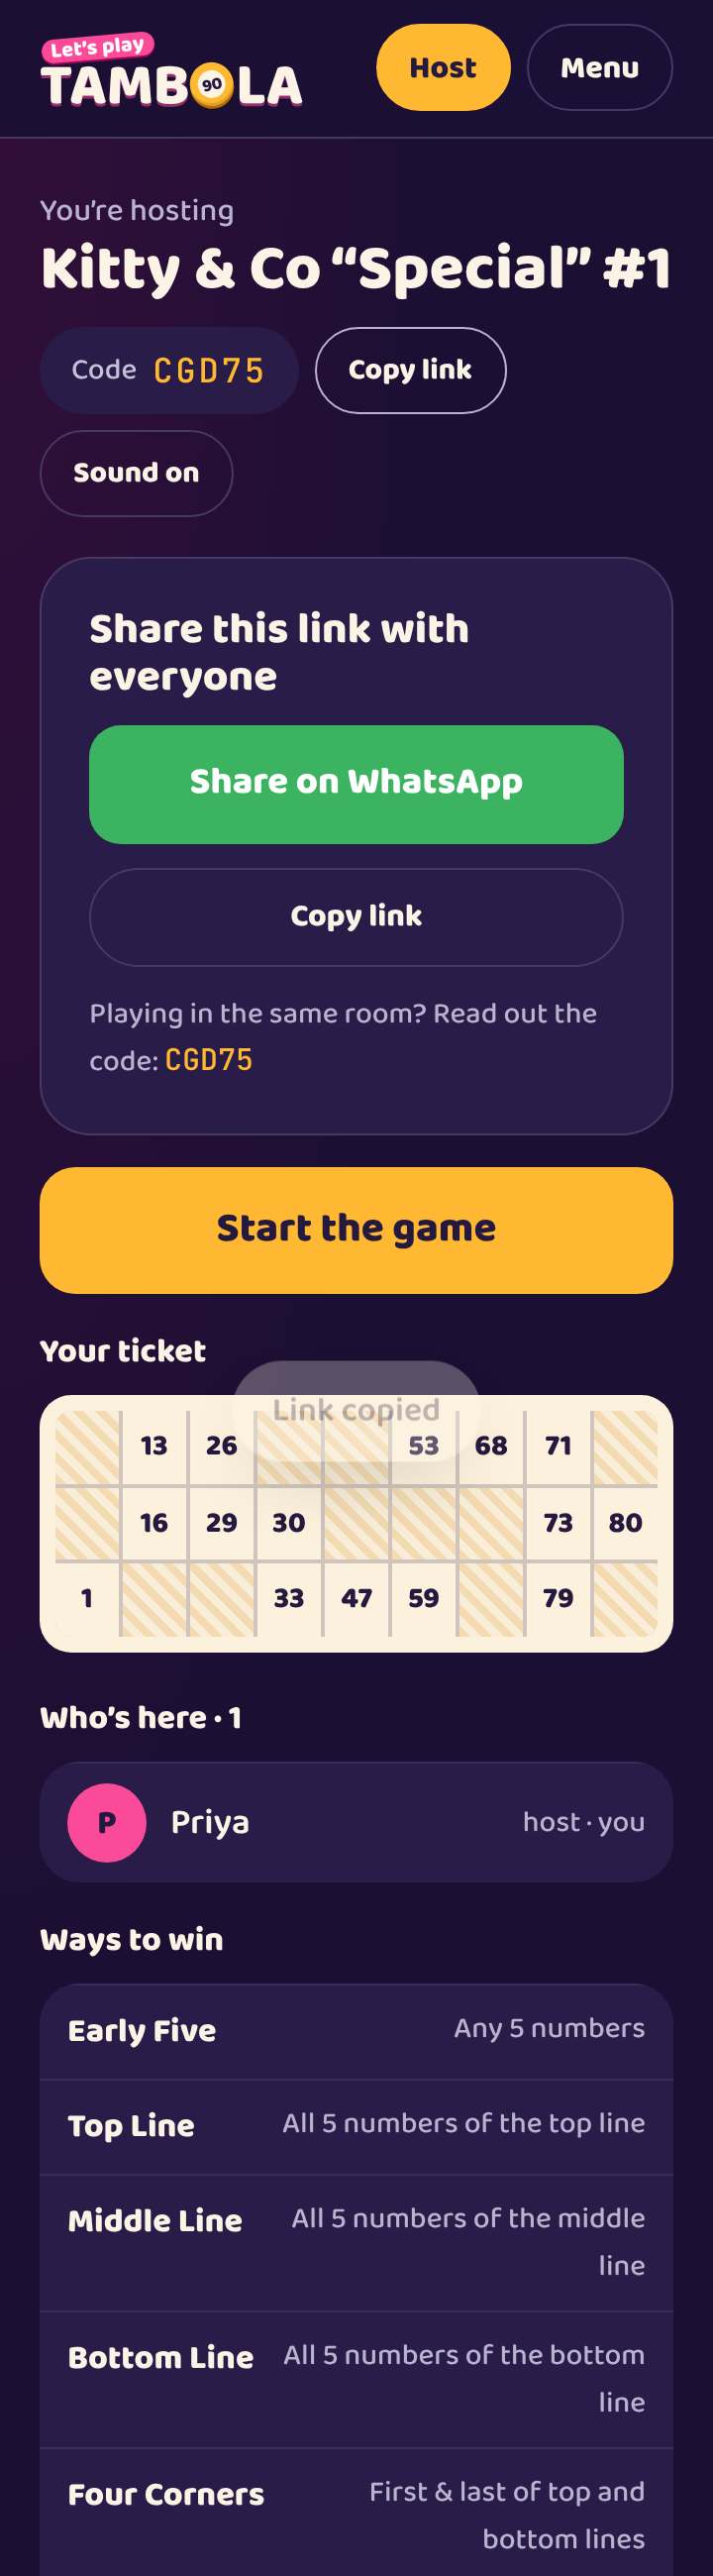 Let's play
TAMBOLA
90
Host
Menu
You're hosting
Kitty & Co “Special” #1
Code CGD75
Copy link
Sound on
Share this link with
everyone
Share on WhatsApp
Copy link
Playing in the same room? Read out the
code: CGD75
Start the game
Your ticket
Link copied
13 26 53 68 71
16 29 30 73 80
1 33 47 59 79
Who's here · 1
P Priya host · you
Ways to win
Early Five Any 5 numbers
Top Line All 5 numbers of the top line
Middle Line All 5 numbers of the middle
line
Bottom Line All 5 numbers of the bottom
line
Four Corners First & last of top and
bottom lines